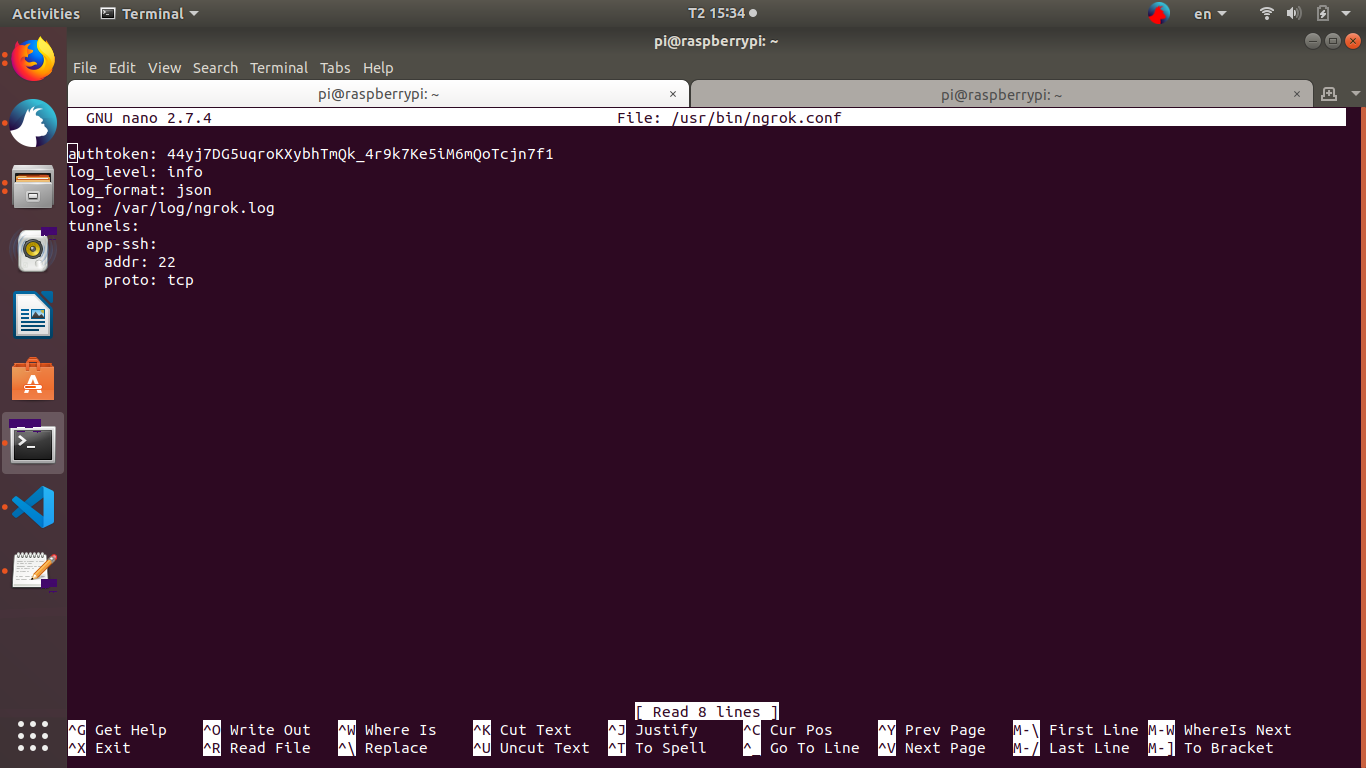 Activities Terminal T2 15:34 en
pi@raspberrypi: ~
File Edit View Search Terminal Tabs Help
pi@raspberrypi: ~ × pi@raspberrypi: ~ ×
GNU nano 2.7.4 File: /usr/bin/ngrok.conf
authtoken: 44yj7DG5uqroKXybhTmQk_4r9k7Ke5iM6mQoTcjn7f1
log_level: info
log_format: json
log: /var/log/ngrok.log
tunnels:
  app-ssh:
    addr: 22
    proto: tcp
[ Read 8 lines ]
^G Get Help ^O Write Out ^W Where Is ^K Cut Text ^J Justify ^C Cur Pos ^Y Prev Page M-\ First Line M-W WhereIs Next
^X Exit ^R Read File ^\ Replace ^U Uncut Text ^T To Spell ^_ Go To Line ^V Next Page M-/ Last Line M-] To Bracket